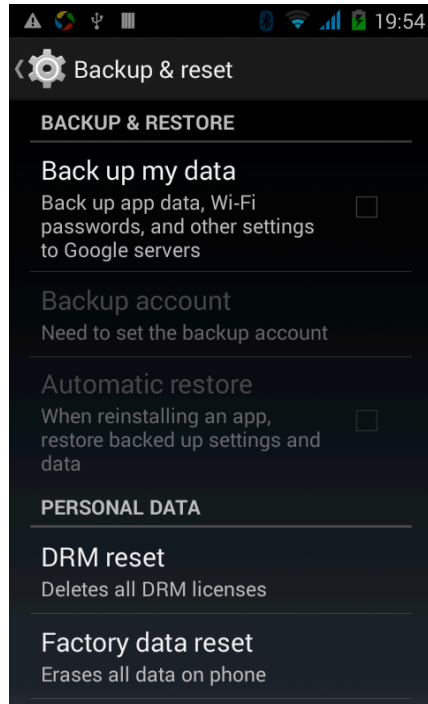 19:54
Backup & reset
BACKUP & RESTORE
Back up my data
Back up app data, Wi-Fi
passwords, and other settings
to Google servers
Backup account
Need to set the backup account
Automatic restore
When reinstalling an app,
restore backed up settings and
data
PERSONAL DATA
DRM reset
Deletes all DRM licenses
Factory data reset
Erases all data on phone